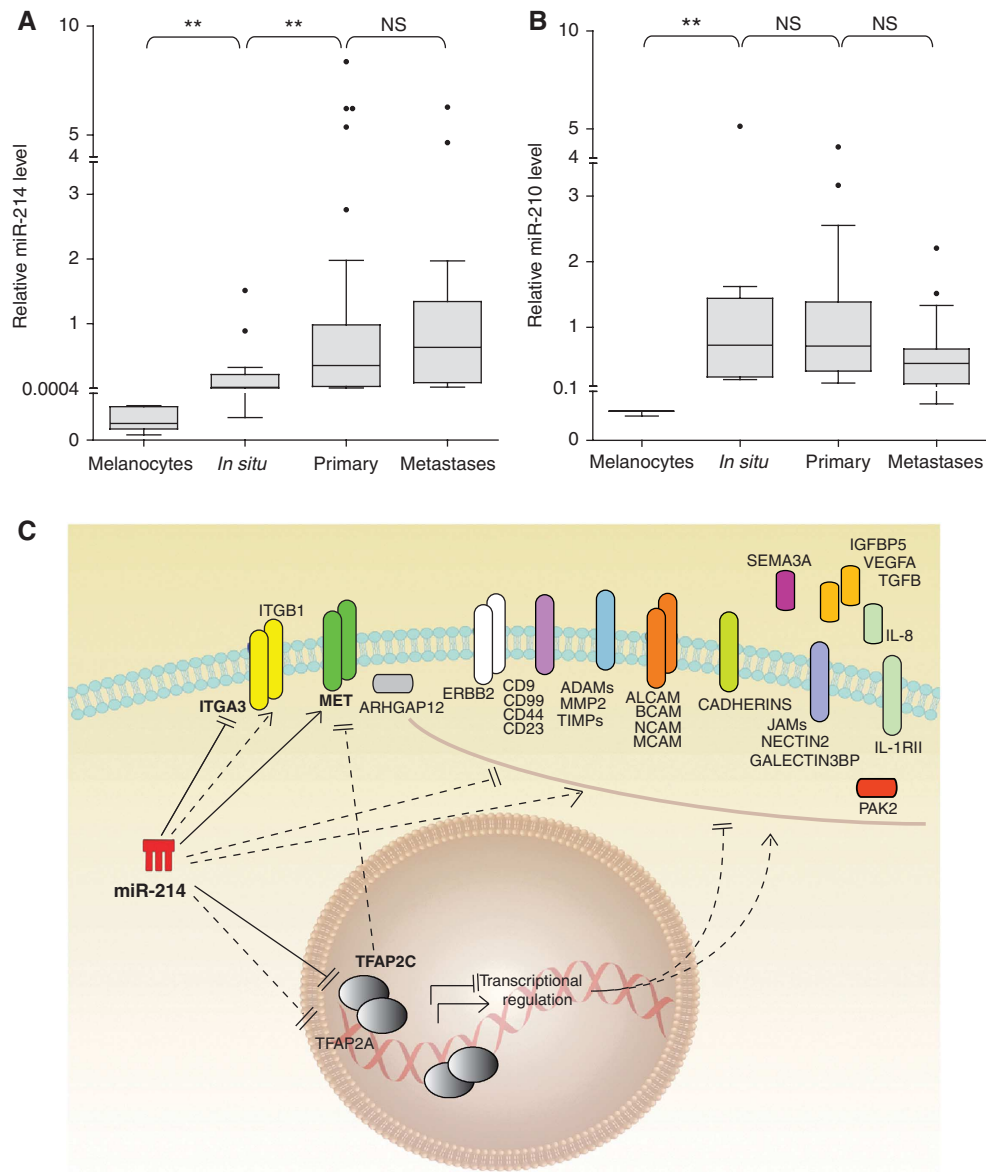 A
** ** NS
10
5
4
3
2
1
0.0004
0
Relative miR-214 level
Melanocytes In situ Primary Metastases
B
** NS NS
10
5
4
3
2
1
0.1
0
Relative miR-210 level
Melanocytes In situ Primary Metastases
C
ITGB1
ITGA3
MET
ARHGAP12
ERBB2
CD9
CD99
CD44
CD23
ADAMs
MMP2
TIMPs
ALCAM
BCAM
NCAM
MCAM
CADHERINS
SEMA3A
IGFBP5
VEGFA
TGFB
IL-8
JAMs
NECTIN2
GALECTIN3BP
IL-1RII
PAK2
miR-214
TFAP2C
TFAP2A
Transcriptional
regulation